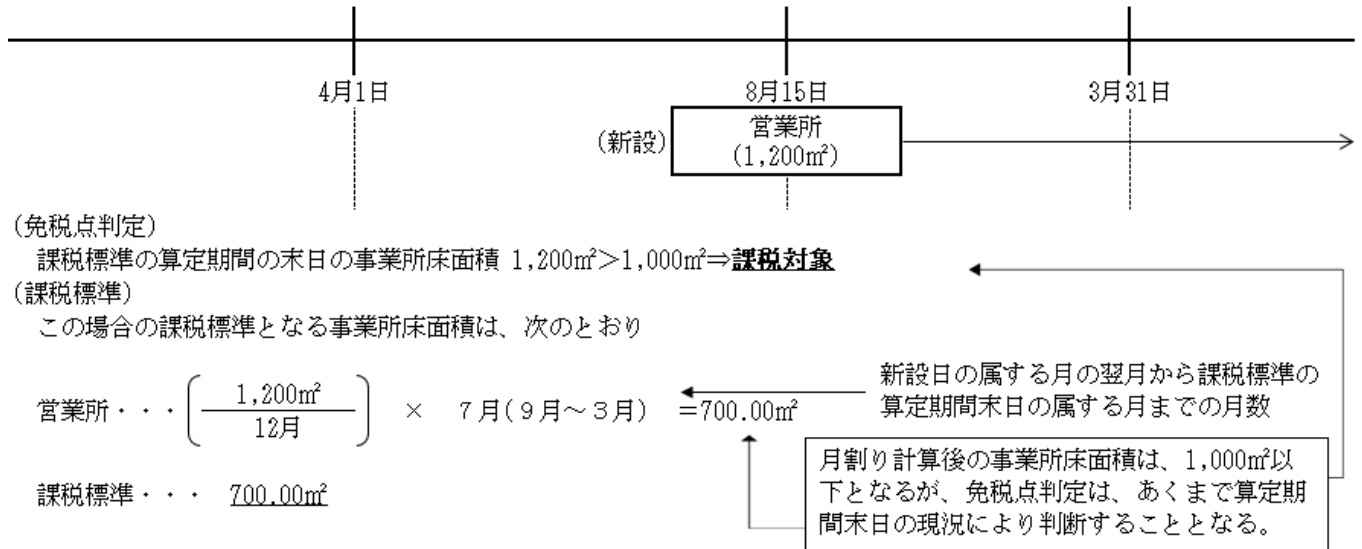 4月1日 8月15日 3月31日
(新設) 営業所
(1,200㎡)
(免税点判定)
課税標準の算定期間の末日の事業所床面積 1,200㎡>1,000㎡⇒課税対象
(課税標準)
この場合の課税標準となる事業所床面積は、次のとおり
新設日の属する月の翌月から課税標準の
算定期間末日の属する月までの月数
営業所・・・(1,200㎡/12月) × 7月(9月~3月) =700.00㎡
月割り計算後の事業所床面積は、1,000㎡以
下となるが、免税点判定は、あくまで算定期
間末日の現況により判断することとなる。
課税標準・・・ 700.00㎡